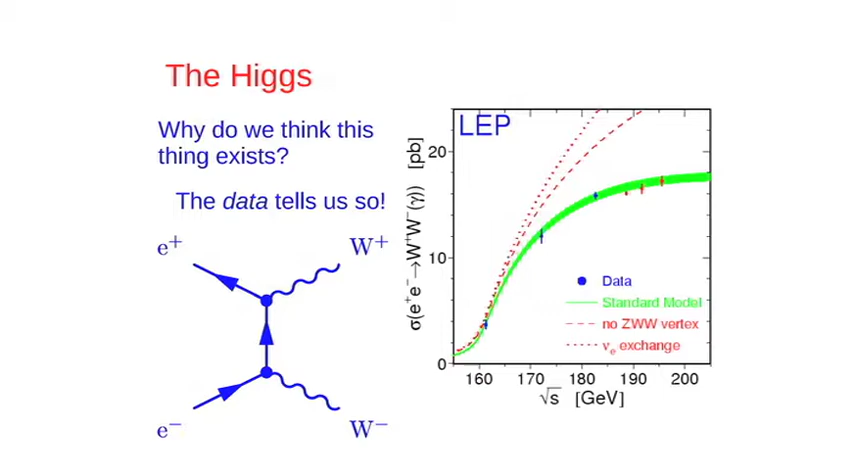 The Higgs
Why do we think this
thing exists?
The data tells us so!
e⁺
W⁺
e⁻
W⁻
LEP
σ(e⁺e⁻→W⁺W⁻(γ)) [pb]
20
10
0
Data
Standard Model
no ZWW vertex
νₑ exchange
160 170 180 190 200
√s [GeV]